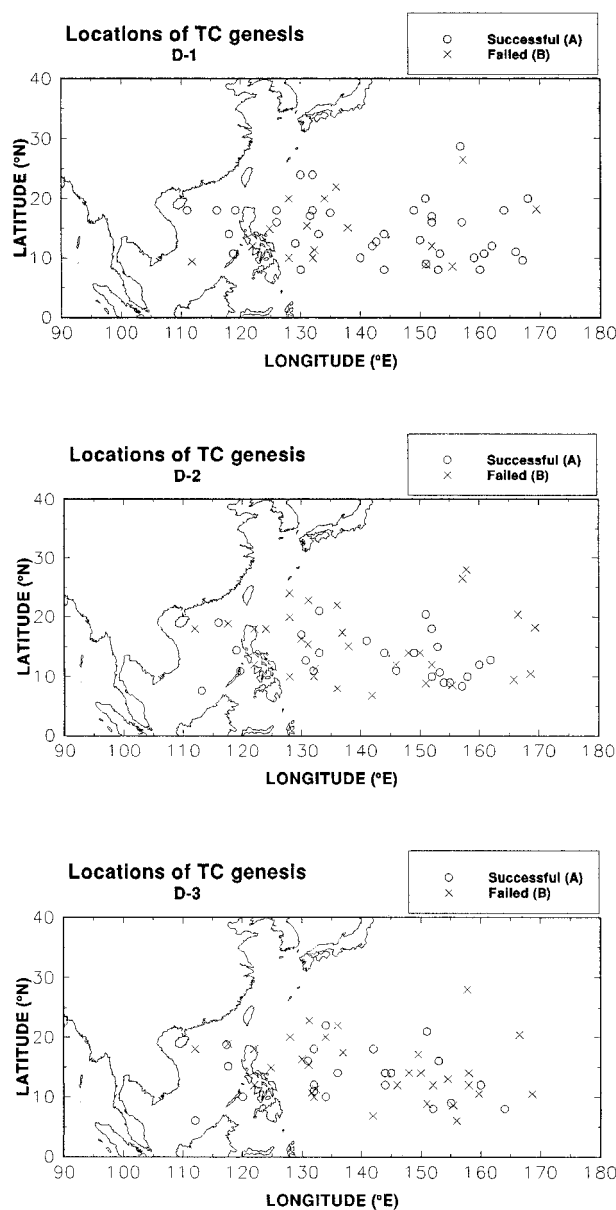 Locations of TC genesis
D-1
Successful (A)
Failed (B)
LATITUDE (°N)
40
30
20
10
0
90 100 110 120 130 140 150 160 170 180
LONGITUDE (°E)
Locations of TC genesis
D-2
Successful (A)
Failed (B)
LATITUDE (°N)
40
30
20
10
0
90 100 110 120 130 140 150 160 170 180
LONGITUDE (°E)
Locations of TC genesis
D-3
Successful (A)
Failed (B)
LATITUDE (°N)
40
30
20
10
0
90 100 110 120 130 140 150 160 170 180
LONGITUDE (°E)